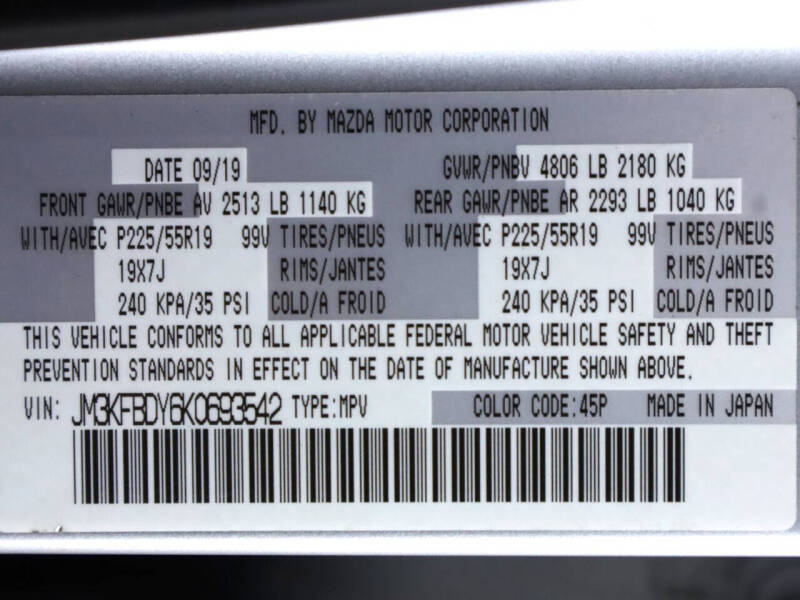 MFD. BY MAZDA MOTOR CORPORATION
DATE 09/19 GVWR/PNBV 4806 LB 2180 KG
FRONT GAWR/PNBE AV 2513 LB 1140 KG REAR GAWR/PNBE AR 2293 LB 1040 KG
WITH/AVEC P225/55R19 99V TIRES/PNEUS WITH/AVEC P225/55R19 99V TIRES/PNEUS
19X7J RIMS/JANTES 19X7J RIMS/JANTES
240 KPA/35 PSI COLD/A FROID 240 KPA/35 PSI COLD/A FROID
THIS VEHICLE CONFORMS TO ALL APPLICABLE FEDERAL MOTOR VEHICLE SAFETY AND THEFT
PREVENTION STANDARDS IN EFFECT ON THE DATE OF MANUFACTURE SHOWN ABOVE.
VIN: JM3KFBDY6K0693542 TYPE:MPV COLOR CODE:45P MADE IN JAPAN